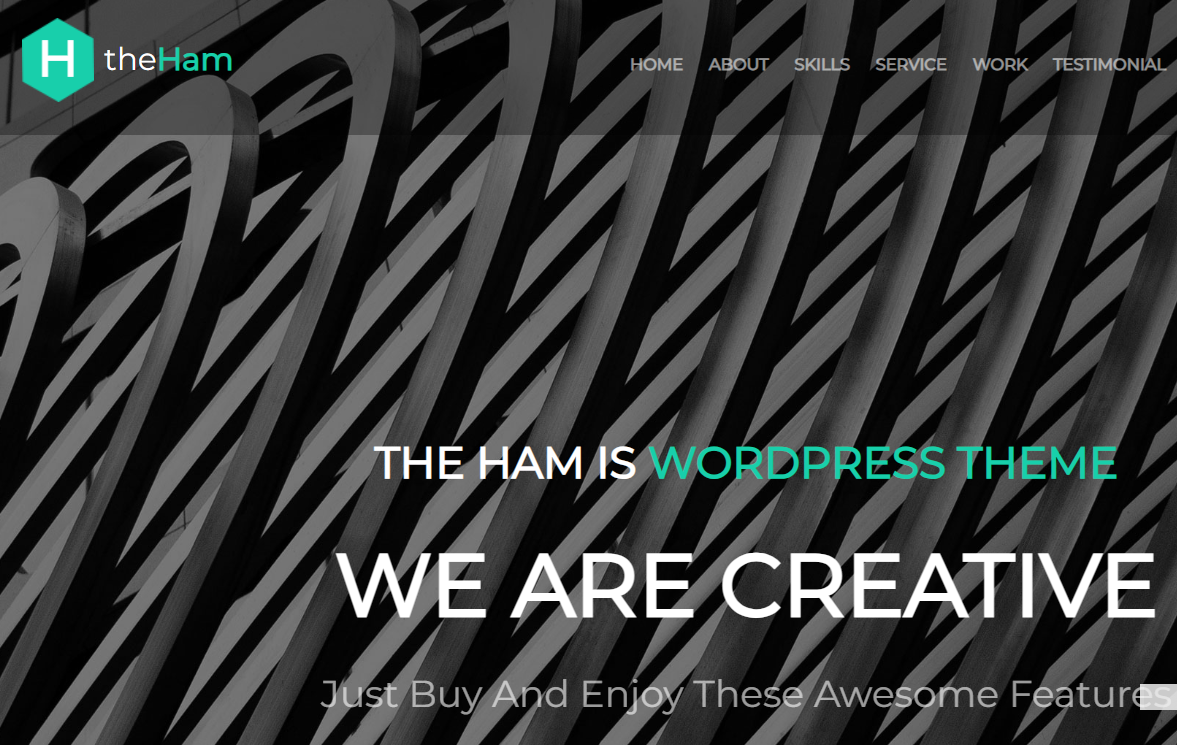 H theHam
HOME ABOUT SKILLS SERVICE WORK TESTIMONIAL
THE HAM IS WORDPRESS THEME
WE ARE CREATIVE
Just Buy And Enjoy These Awesome Features